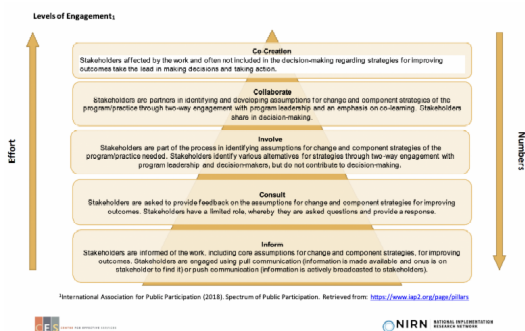 Levels of Engagement1
Co-Creation
Stakeholders affected by the work and often not included in the decision-making regarding strategies for improving
outcomes take the lead in making decisions and taking action.
Collaborate
Stakeholders are partners in identifying and developing assumptions for change and component strategies of the
program/practice through two-way engagement with program leadership and an emphasis on co-learning. Stakeholders
share in decision-making.
Involve
Stakeholders are part of the process in identifying assumptions for change and component strategies of the
program/practice needed. Stakeholders identify various alternatives for strategies through two-way engagement with
program leadership and decision-makers, but do not contribute to decision-making.
Consult
Stakeholders are asked to provide feedback on the assumptions for change and component strategies for improving
outcomes. Stakeholders have a limited role, whereby they are asked questions and provide a response.
Inform
Stakeholders are informed of the work, including core assumptions for change and component strategies, for improving
outcomes. Stakeholders are engaged using pull communication (information is made available and onus is on
stakeholder to find it) or push communication (information is actively broadcasted to stakeholders).
Effort
Numbers
1International Association for Public Participation (2018). Spectrum of Public Participation. Retrieved from: https://www.iap2.org/page/pillars
CES
NIRN
NATIONAL IMPLEMENTATION
RESEARCH NETWORK